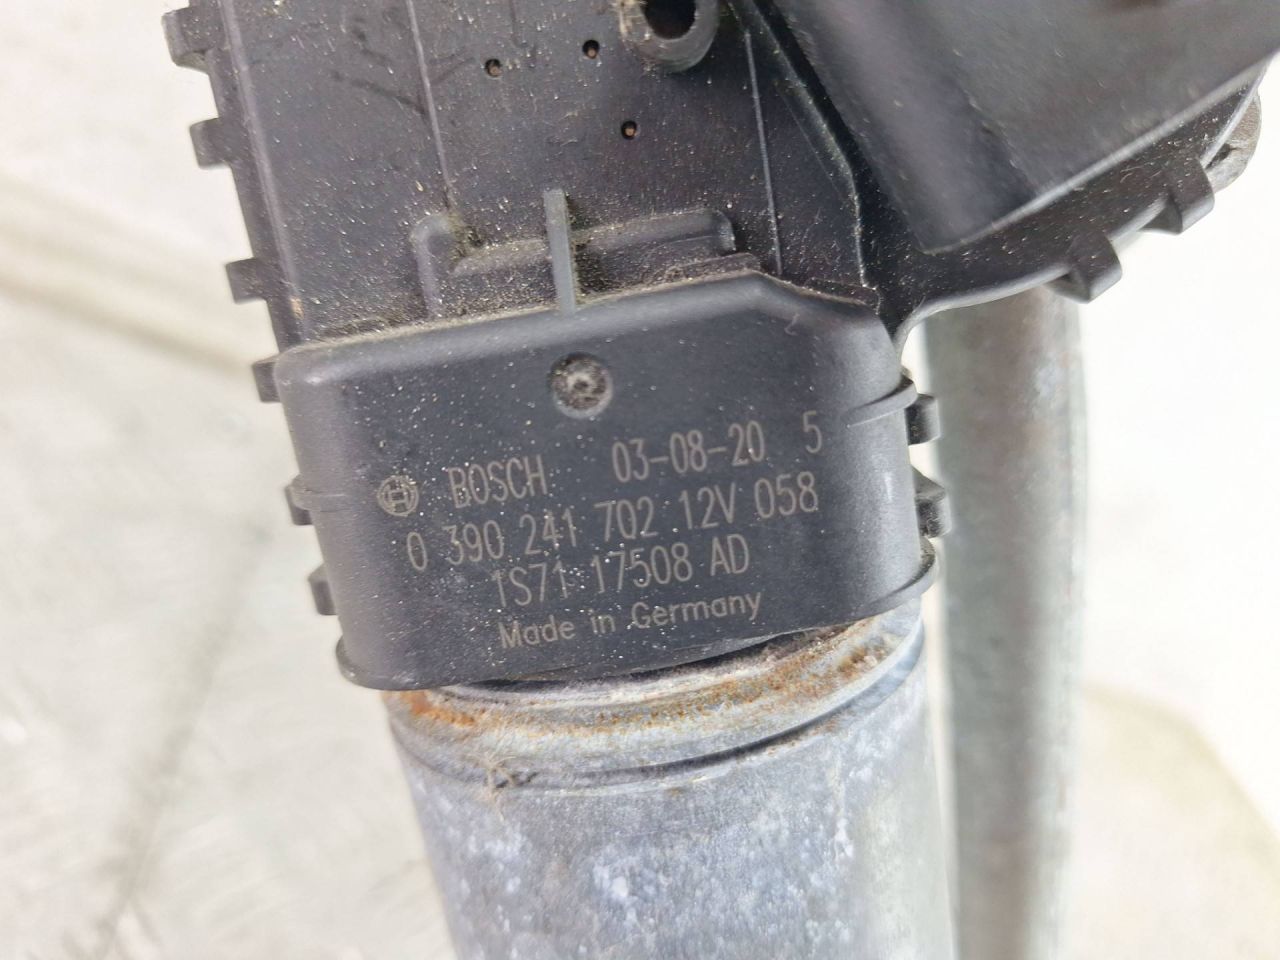 BOSCH 03-08-20 5
0 390 241 702 12V 058
1S71 17508 AD
Made in Germany